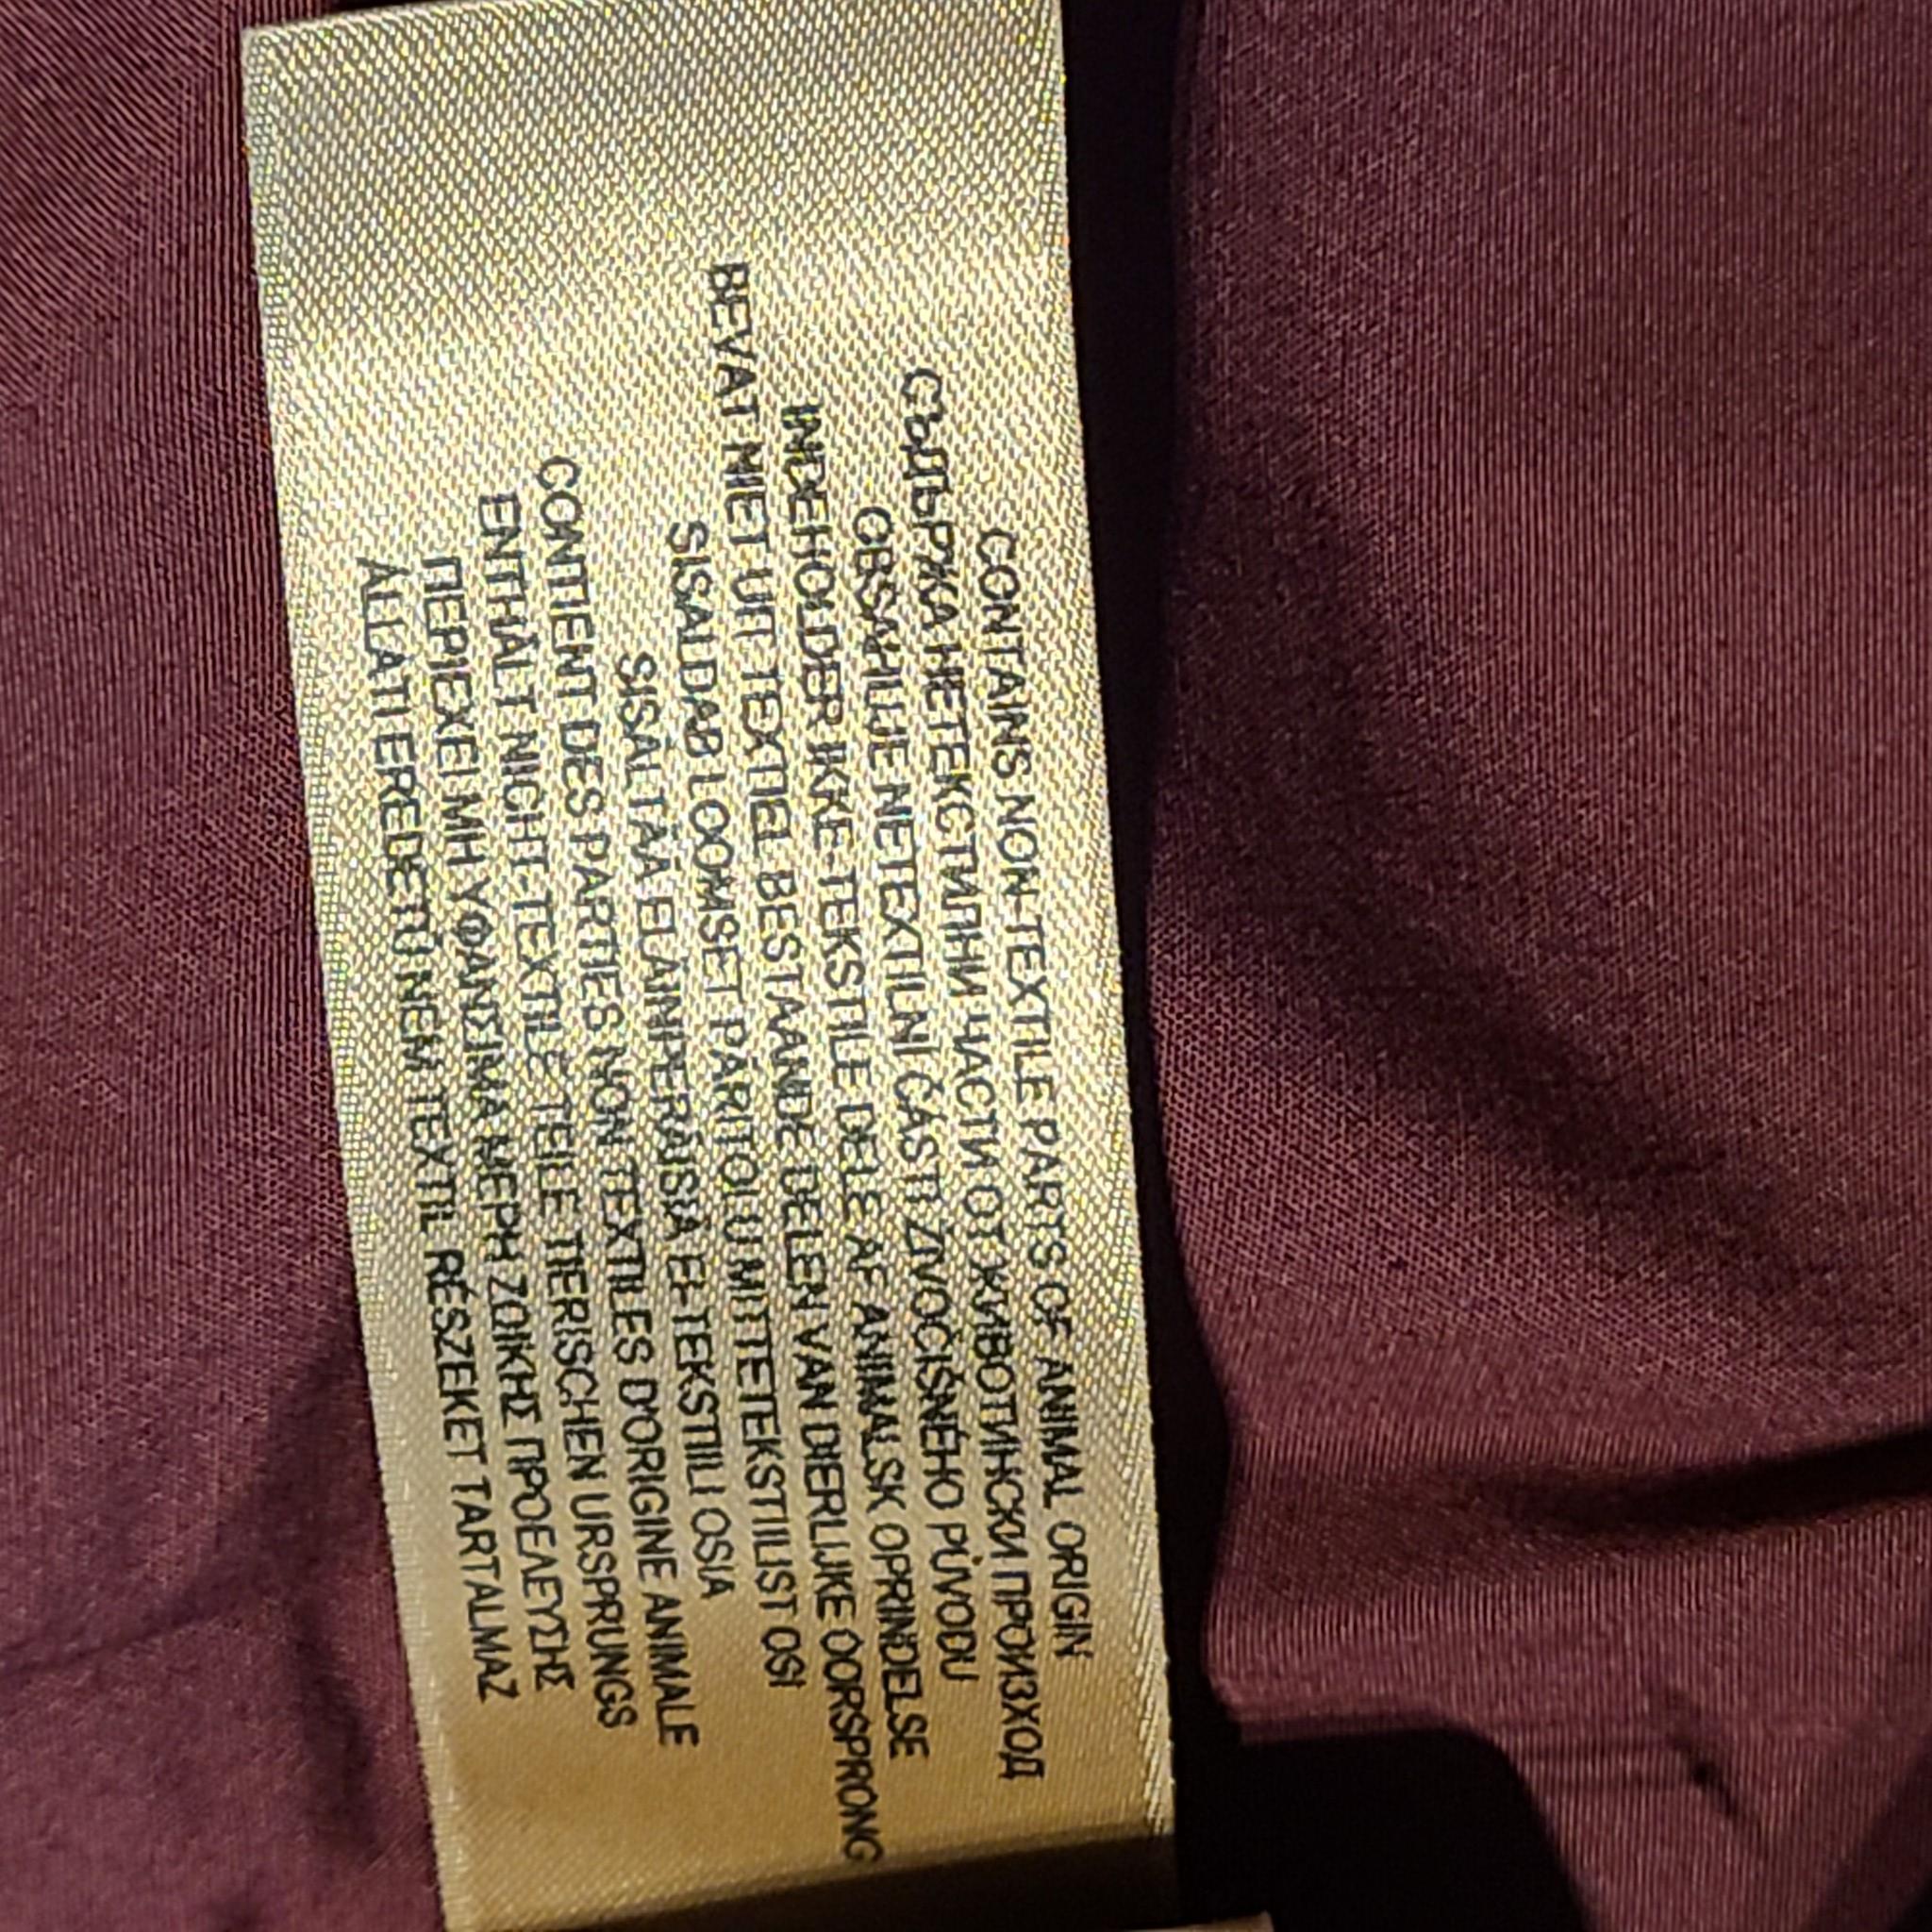 CONTAINS NON-TEXTILE PARTS OF ANIMAL ORIGIN
СЪДЪРЖА НЕТЕКСТИЛНИ ЧАСТИ ОТ ЖИВОТИНСКИ ПРОИЗХОД
OBSAHUJE NETEXTILNÍ ČÁSTI ŽIVOČIŠNÉHO PŮVODU
INDEHOLDER IKKE-TEKSTILE DELE AF ANIMALSK OPRINDELSE
BEVAT NIET UIT TEXTIEL BESTAANDE DELEN VAN DIERLIJKE OORSPRONG
SISALDAB LOOMSET PÄRITOLU MITTETEKSTIILIST OSI
SISÄLTÄÄ ELÄINPERÄISIÄ EI-TEKSTIILI OSIA
CONTIENT DES PARTIES NON TEXTILES D'ORIGINE ANIMALE
ENTHÄLT NICHT-TEXTILE TEILE TIERISCHEN URSPRUNGS
ΠΕΡΙΕΧΕΙ ΜΗ ΥΦΑΝΣΙΜΑ ΜΕΡΗ ΖΩΙΚΗΣ ΠΡΟΕΛΕΥΣΗΣ
ÁLLATI EREDETŰ NEM TEXTIL RÉSZEKET TARTALMAZ